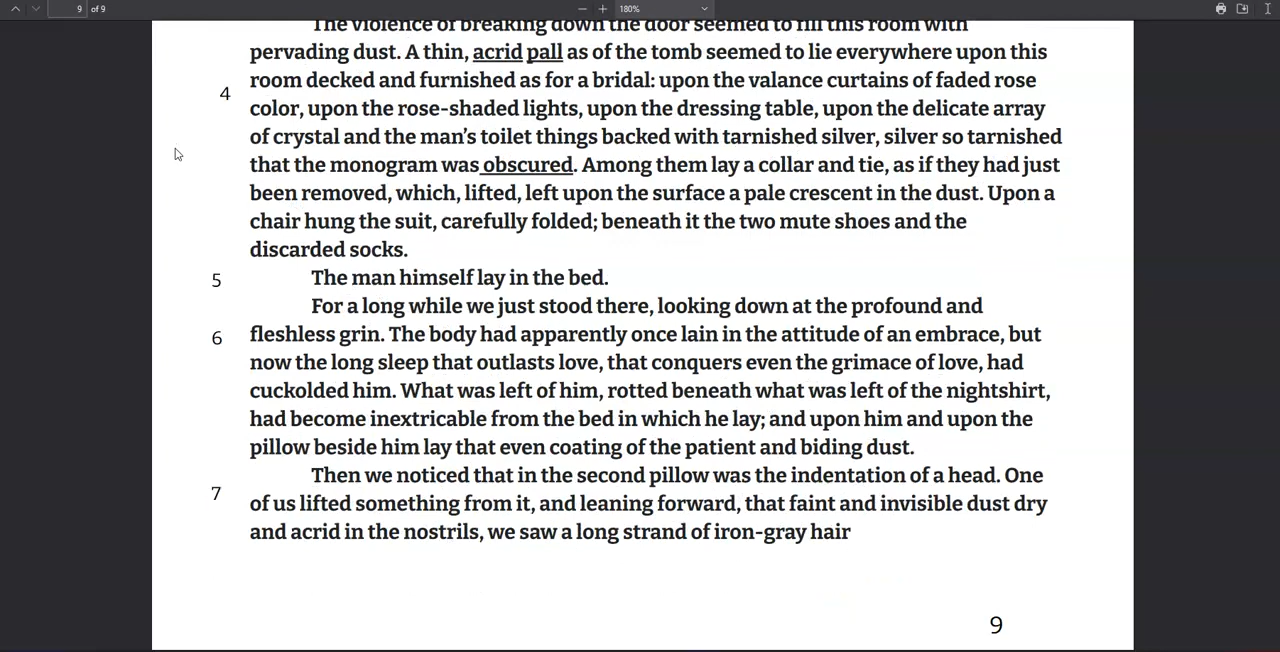 9 of 9
180%
The violence of breaking down the door seemed to fill this room with
pervading dust. A thin, acrid pall as of the tomb seemed to lie everywhere upon this
room decked and furnished as for a bridal: upon the valance curtains of faded rose
4
color, upon the rose-shaded lights, upon the dressing table, upon the delicate array
of crystal and the man's toilet things backed with tarnished silver, silver so tarnished
that the monogram was obscured. Among them lay a collar and tie, as if they had just
been removed, which, lifted, left upon the surface a pale crescent in the dust. Upon a
chair hung the suit, carefully folded; beneath it the two mute shoes and the
discarded socks.
5 The man himself lay in the bed.
For a long while we just stood there, looking down at the profound and
6 fleshless grin. The body had apparently once lain in the attitude of an embrace, but
now the long sleep that outlasts love, that conquers even the grimace of love, had
cuckolded him. What was left of him, rotted beneath what was left of the nightshirt,
had become inextricable from the bed in which he lay; and upon him and upon the
pillow beside him lay that even coating of the patient and biding dust.
Then we noticed that in the second pillow was the indentation of a head. One
7 of us lifted something from it, and leaning forward, that faint and invisible dust dry
and acrid in the nostrils, we saw a long strand of iron-gray hair
9